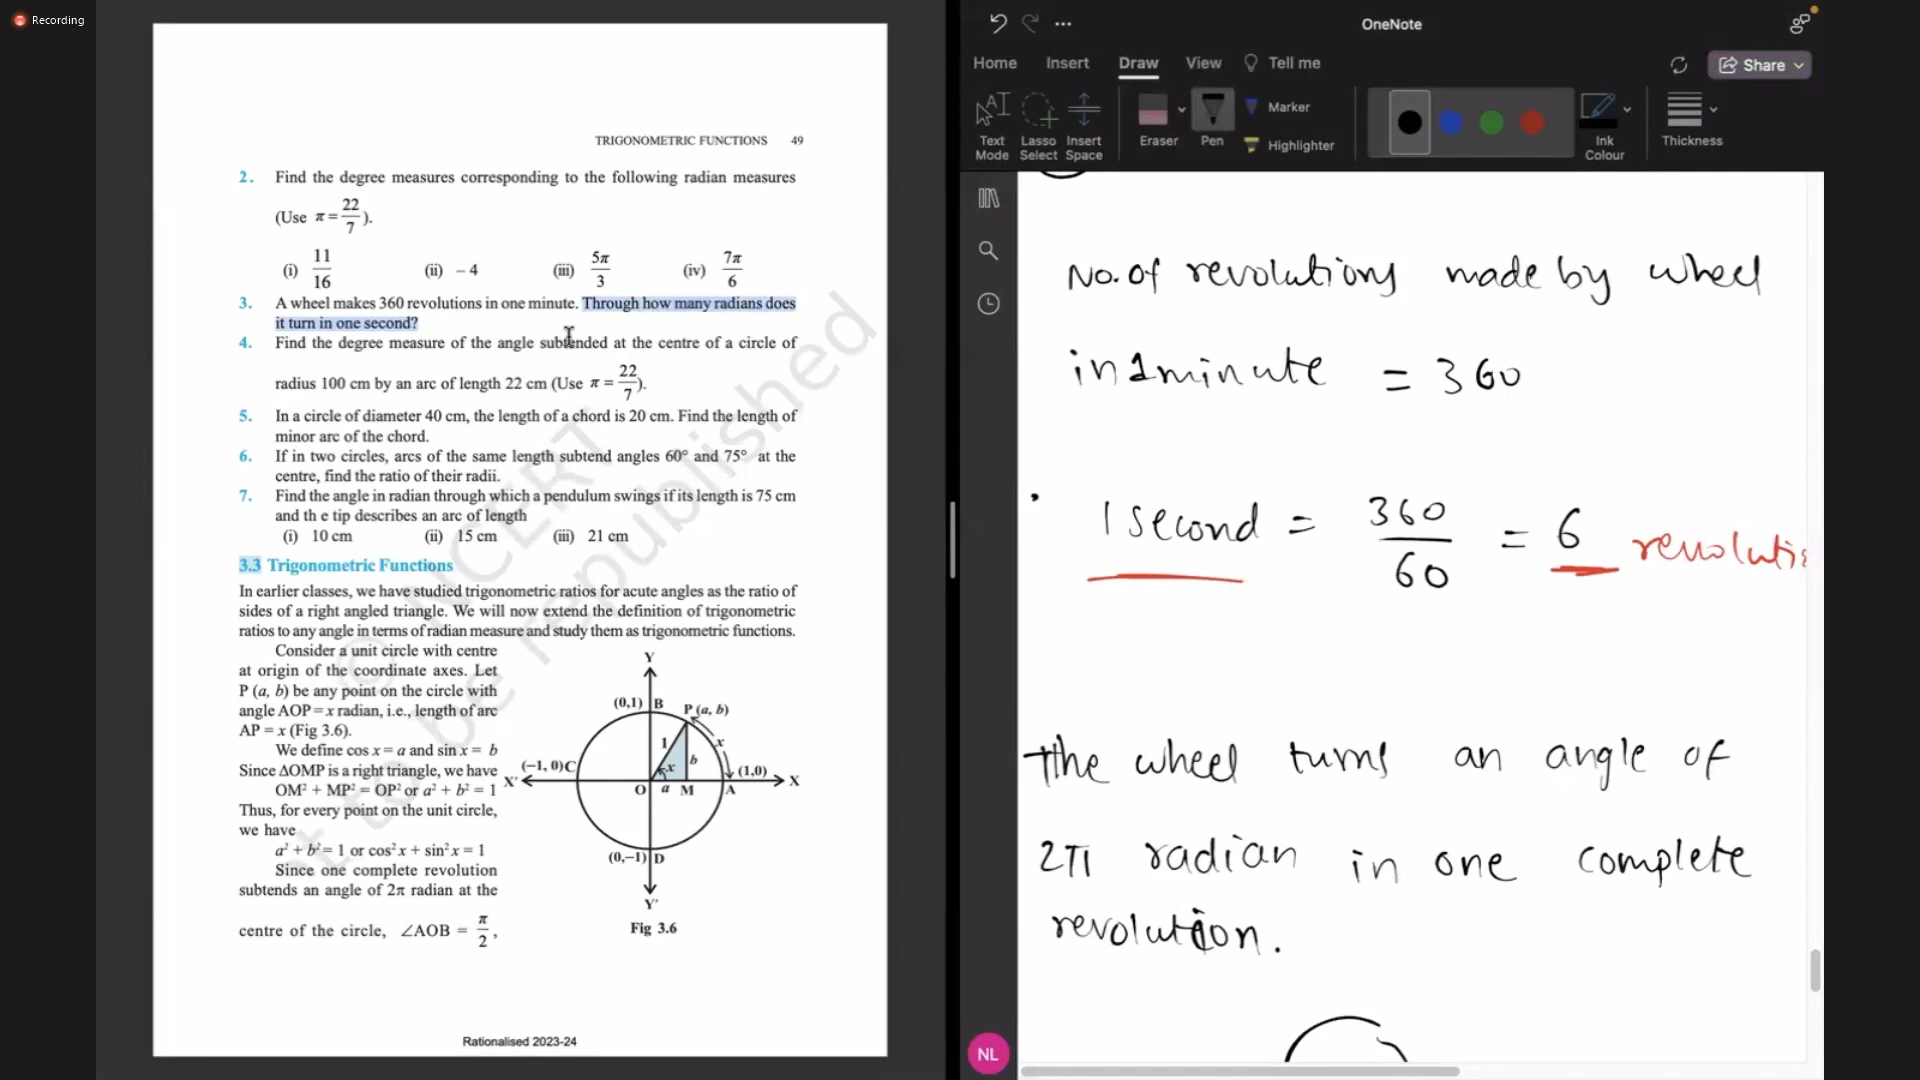 Recording
TRIGONOMETRIC FUNCTIONS 49
2. Find the degree measures corresponding to the following radian measures
(Use π = 22/7).
(i) 11/16 (ii) – 4 (iii) 5π/3 (iv) 7π/6
3. A wheel makes 360 revolutions in one minute. Through how many radians does
it turn in one second?
4. Find the degree measure of the angle subtended at the centre of a circle of
radius 100 cm by an arc of length 22 cm (Use π = 22/7).
5. In a circle of diameter 40 cm, the length of a chord is 20 cm. Find the length of
minor arc of the chord.
6. If in two circles, arcs of the same length subtend angles 60° and 75° at the
centre, find the ratio of their radii.
7. Find the angle in radian through which a pendulum swings if its length is 75 cm
and th e tip describes an arc of length
(i) 10 cm (ii) 15 cm (iii) 21 cm
3.3 Trigonometric Functions
In earlier classes, we have studied trigonometric ratios for acute angles as the ratio of
sides of a right angled triangle. We will now extend the definition of trigonometric
ratios to any angle in terms of radian measure and study them as trigonometric functions.
Consider a unit circle with centre
at origin of the coordinate axes. Let
P (a, b) be any point on the circle with
angle AOP = x radian, i.e., length of arc
AP = x (Fig 3.6).
We define cos x = a and sin x = b
Since ΔOMP is a right triangle, we have
OM² + MP² = OP² or a² + b² = 1
Thus, for every point on the unit circle,
we have
a² + b² = 1 or cos² x + sin² x = 1
Since one complete revolution
subtends an angle of 2π radian at the
centre of the circle, ∠AOB = π/2,
Y
(0,1) B P (a, b)
1 x
b
(–1, 0)C x (1,0)
X′ O a M A X
(0,–1) D
Y′
Fig 3.6
© NCERT
not to be republished
Rationalised 2023-24
OneNote
Home Insert Draw View Tell me
Share
Text Mode
Lasso Select
Insert Space
Eraser
Pen
Marker
Highlighter
Ink Colour
Thickness
No. of revolutions made by wheel
in 1 minute = 360
1 second = 360/60 = 6 revolutio
The wheel turns an angle of
2π radian in one complete
revolution.
NL